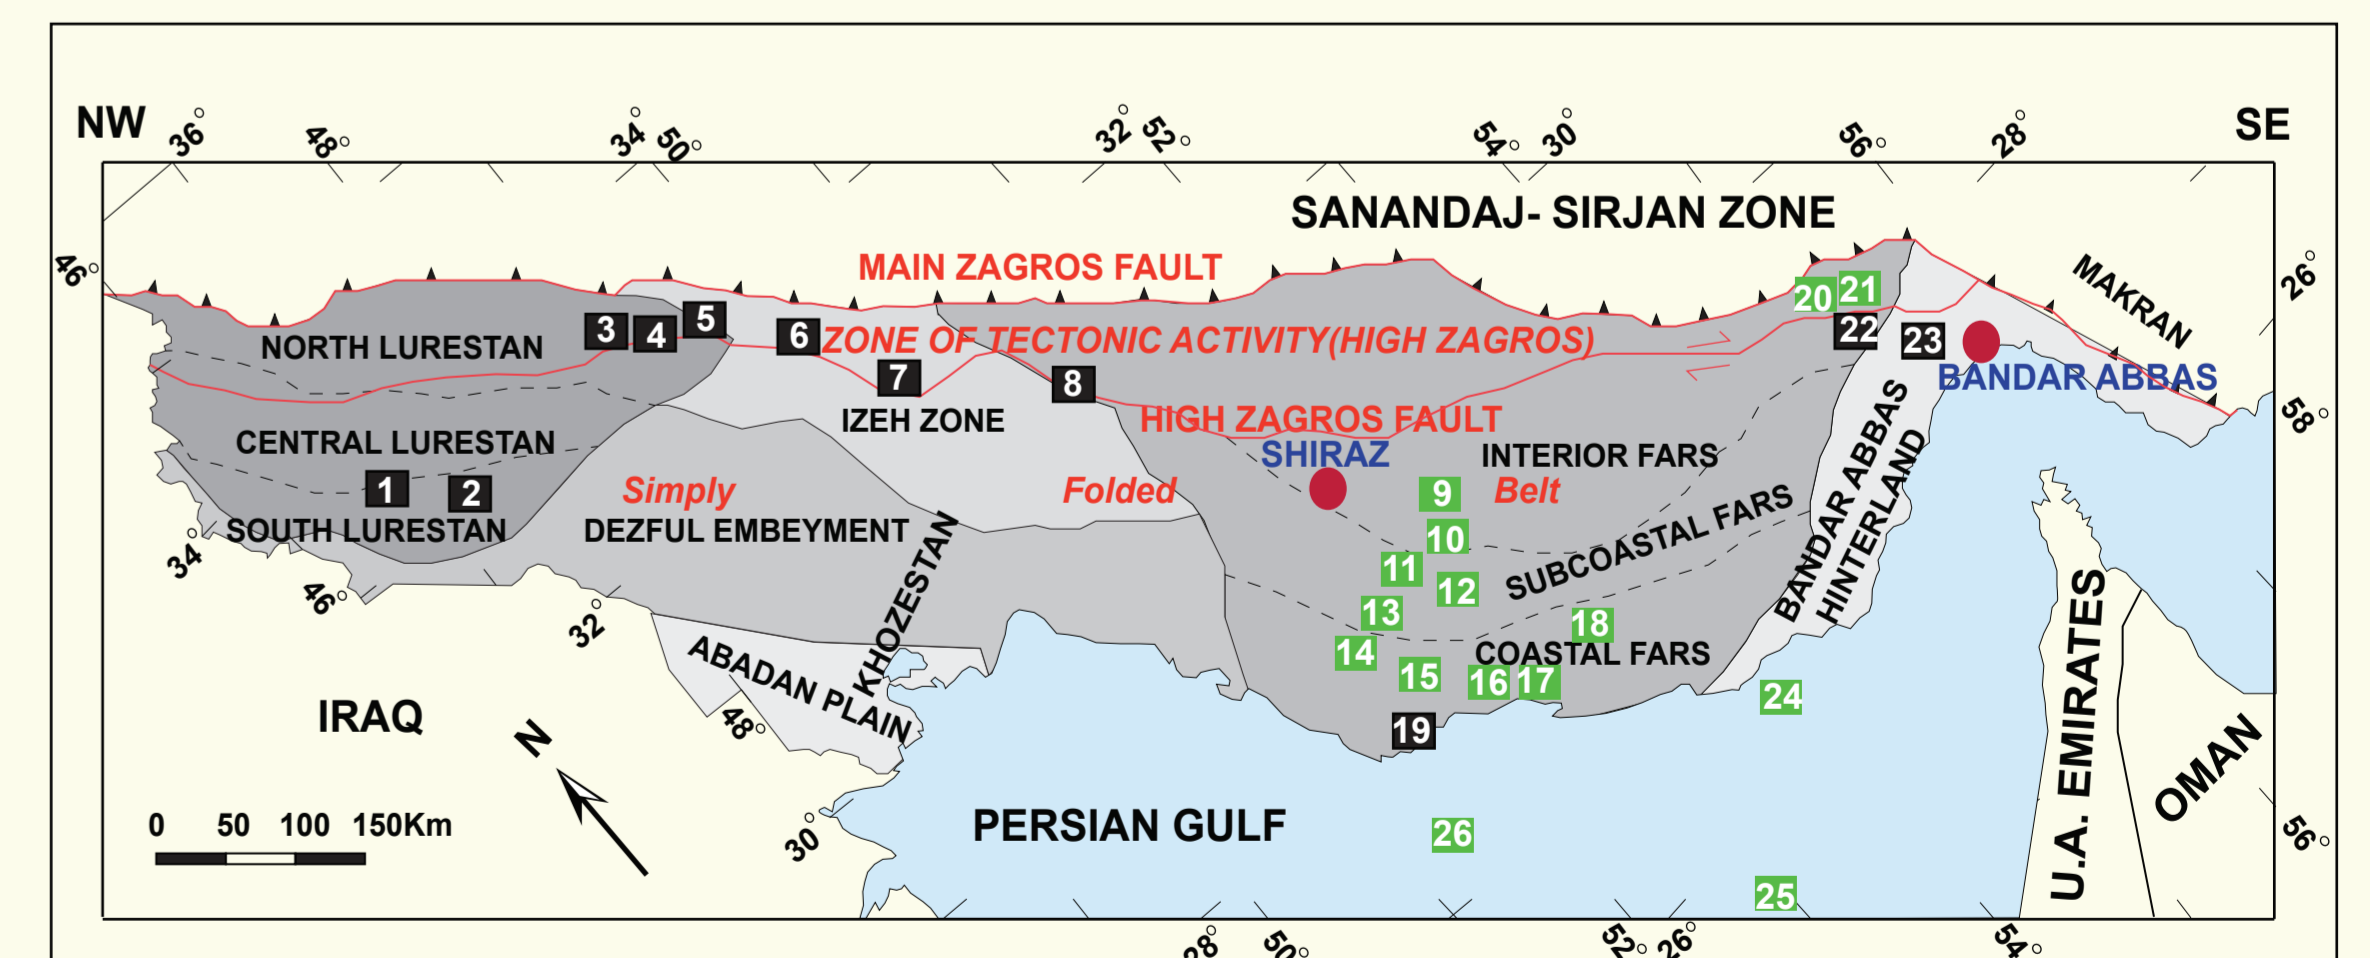 NW
36°
48°
34°
50°
32°
52°
54°
30°
56°
28°
SE
SANANDAJ- SIRJAN ZONE
MAIN ZAGROS FAULT
46°
26°
MAKRAN
20
21
3
4
5
6
ZONE OF TECTONIC ACTIVITY(HIGH ZAGROS)
22
23
NORTH LURESTAN
7
8
BANDAR ABBAS
IZEH ZONE
HIGH ZAGROS FAULT
58°
CENTRAL LURESTAN
SHIRAZ
INTERIOR FARS
1
2
Simply
Folded
9
Belt
SOUTH LURESTAN
DEZFUL EMBEYMENT
KHOZESTAN
10
SUBCOASTAL FARS
BANDAR ABBAS
HINTERLAND
34°
46°
32°
11
12
13
18
14
COASTAL FARS
15
16
17
24
ABADAN PLAIN
IRAQ
N
48°
19
U.A. EMIRATES
OMAN
0 50 100 150Km
30°
PERSIAN GULF
26
56°
25
28°
50°
52°
26°
54°